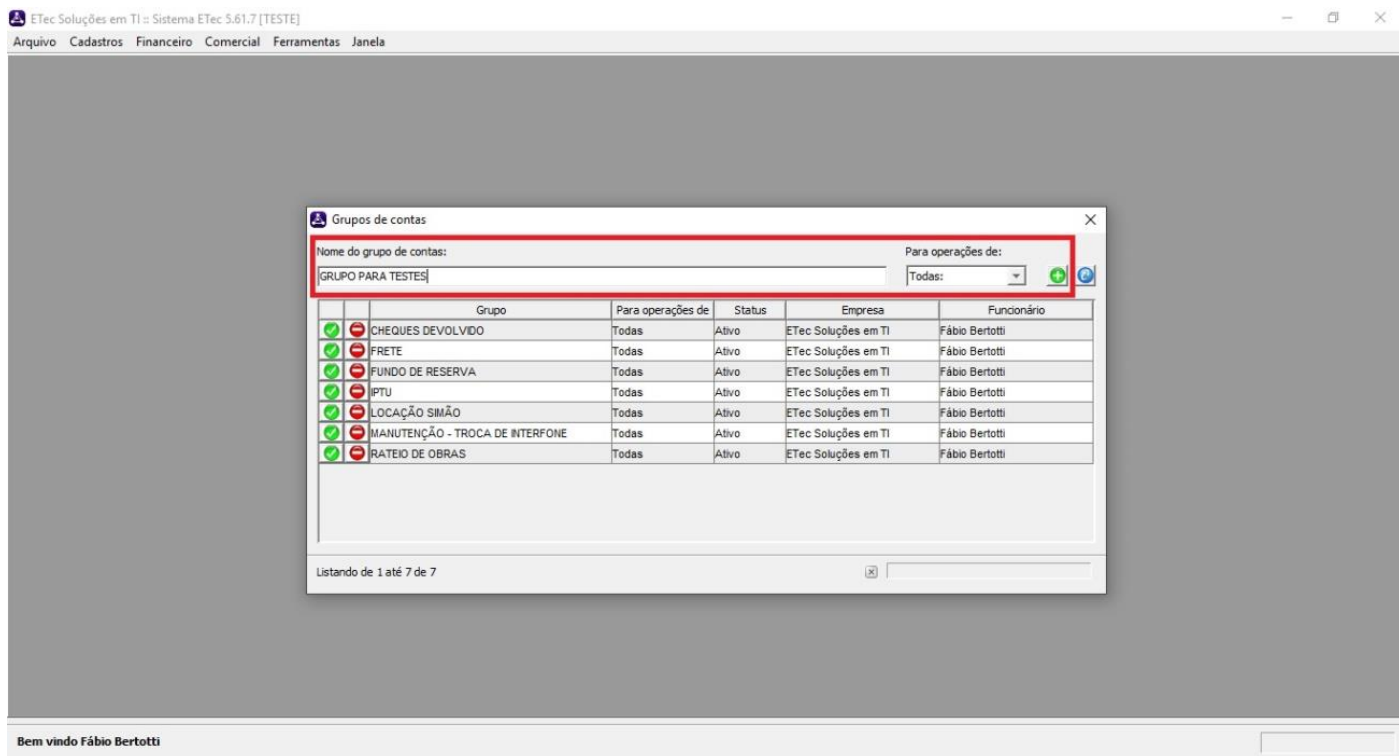 ETec Soluções em TI :: Sistema ETec 5.61.7 [TESTE]
Arquivo Cadastros Financeiro Comercial Ferramentas Janela
Grupos de contas
Nome do grupo de contas: Para operações de:
GRUPO PARA TESTES Todas:
Grupo Para operações de Status Empresa Funcionário
CHEQUES DEVOLVIDO Todas Ativo ETec Soluções em TI Fábio Bertotti
FRETE Todas Ativo ETec Soluções em TI Fábio Bertotti
FUNDO DE RESERVA Todas Ativo ETec Soluções em TI Fábio Bertotti
IPTU Todas Ativo ETec Soluções em TI Fábio Bertotti
LOCAÇÃO SIMÃO Todas Ativo ETec Soluções em TI Fábio Bertotti
MANUTENÇÃO - TROCA DE INTERFONE Todas Ativo ETec Soluções em TI Fábio Bertotti
RATEIO DE OBRAS Todas Ativo ETec Soluções em TI Fábio Bertotti
Listando de 1 até 7 de 7
Bem vindo Fábio Bertotti